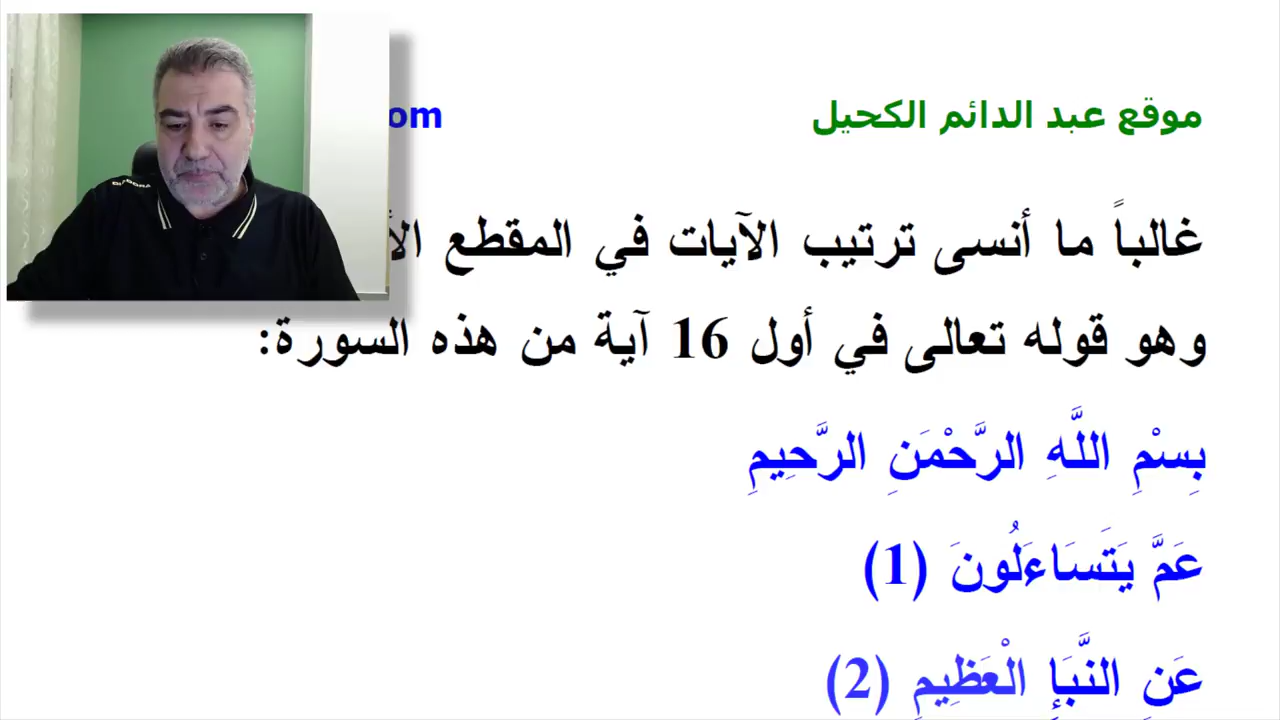 موقع عبد الدائم الكحيل om
غالباً ما أنسى ترتيب الآيات في المقطع
وهو قوله تعالى في أول 16 آية من هذه السورة:
بِسْمِ اللَّهِ الرَّحْمَنِ الرَّحِيمِ
عَمَّ يَتَسَاءَلُونَ (1)
عَنِ النَّبَإِ الْعَظِيمِ (2)